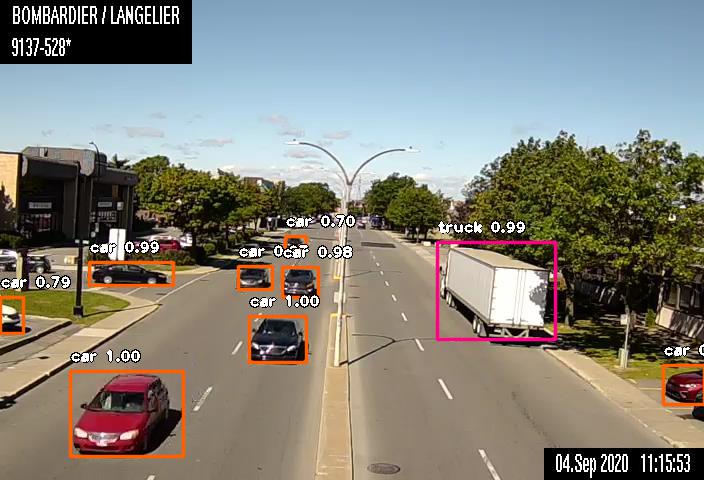 BOMBARDIER / LANGELIER
9137-528*
car 0.70
truck 0.99
car 0.99
car 0.98
car 0.79
car 1.00
car 1.00
car
04.Sep 2020 11:15:53